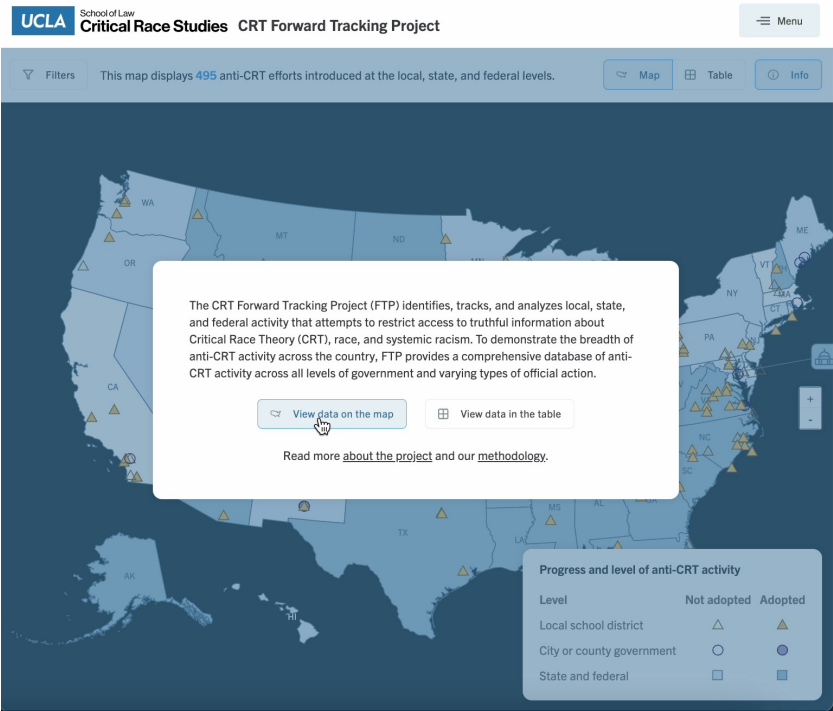 UCLA School of Law
Critical Race Studies CRT Forward Tracking Project
Menu
Filters
This map displays 495 anti-CRT efforts introduced at the local, state, and federal levels.
Map
Table
Info
WA
MT
ND
ME
OR
VT
NY
MA
CT
PA
CA
NC
SC
MS
AL
GA
TX
LA
AK
HI
+
-
The CRT Forward Tracking Project (FTP) identifies, tracks, and analyzes local, state,
and federal activity that attempts to restrict access to truthful information about
Critical Race Theory (CRT), race, and systemic racism. To demonstrate the breadth of
anti-CRT activity across the country, FTP provides a comprehensive database of anti-
CRT activity across all levels of government and varying types of official action.
View data on the map
View data in the table
Read more about the project and our methodology.
Progress and level of anti-CRT activity
Level Not adopted Adopted
Local school district
City or county government
State and federal